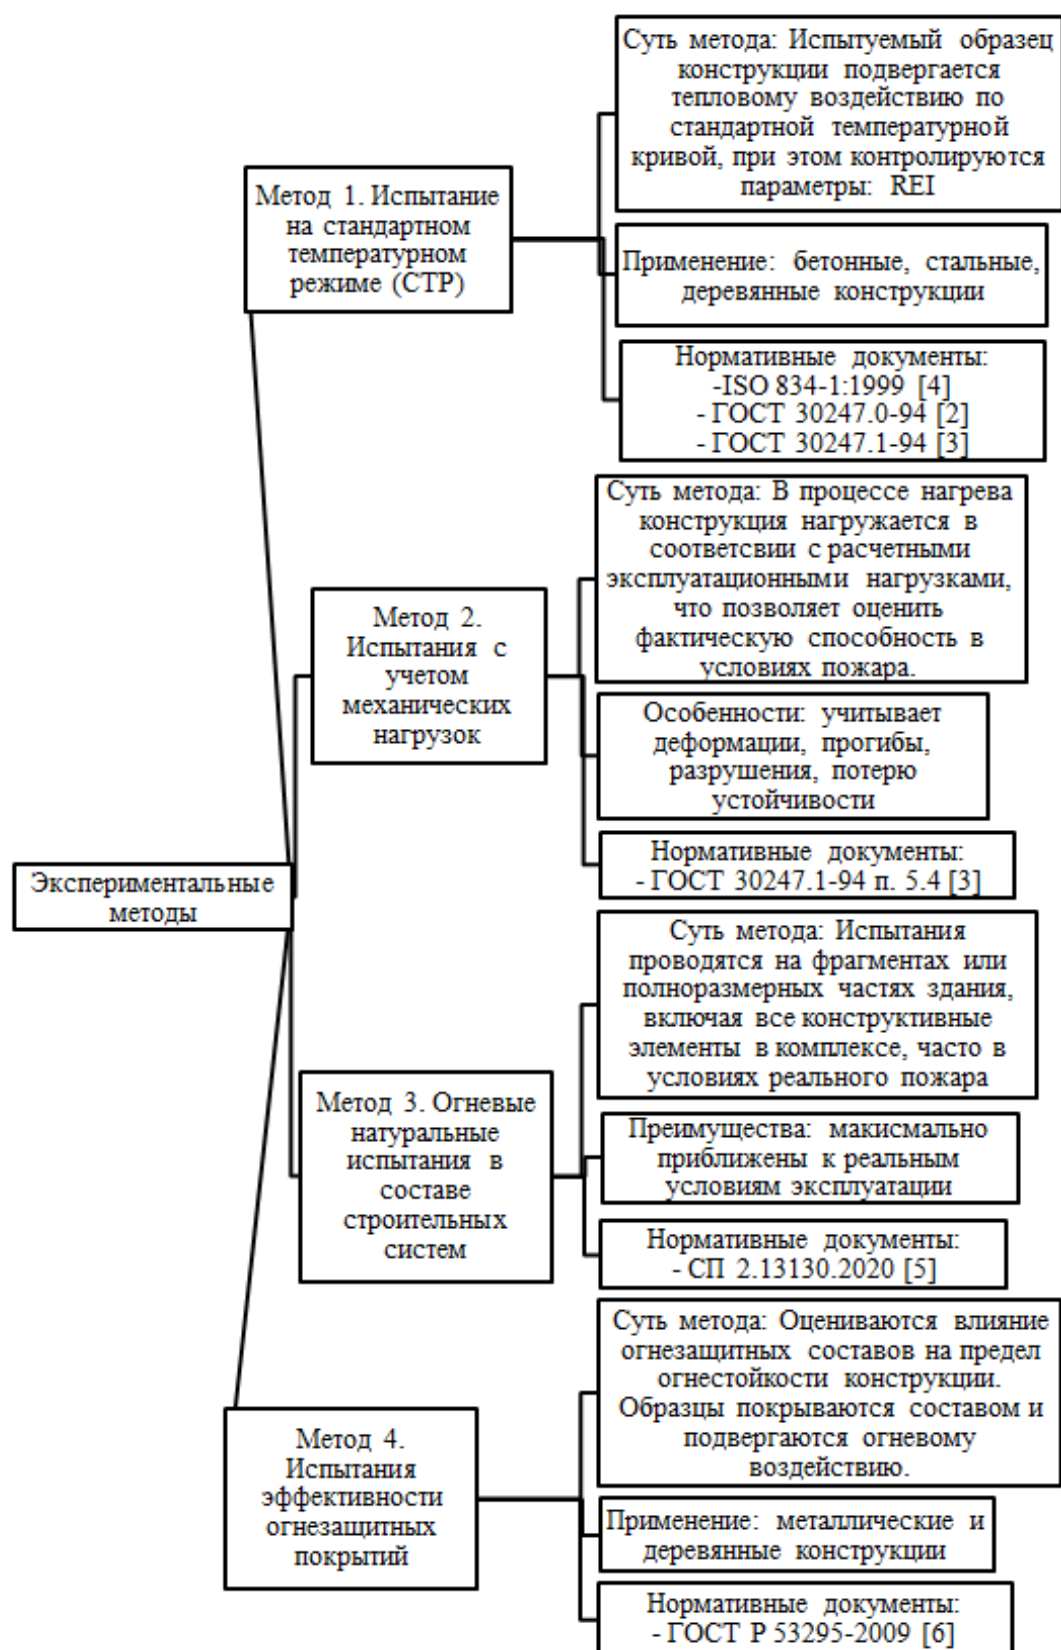 Экспериментальные
методы
Метод 1. Испытание
на стандартном
температурном
режиме (СТР)
Суть метода: Испытуемый образец
конструкции подвергается
тепловому воздействию по
стандартной температурной
кривой, при этом контролируются
параметры: REI
Применение: бетонные, стальные,
деревянные конструкции
Нормативные документы:
-ISO 834-1:1999 [4]
- ГОСТ 30247.0-94 [2]
- ГОСТ 30247.1-94 [3]
Метод 2.
Испытания с
учетом
механических
нагрузок
Суть метода: В процессе нагрева
конструкция нагружается в
соответсвии с расчетными
эксплуатационными нагрузками,
что позволяет оценить
фактическую способность в
условиях пожара.
Особенности: учитывает
деформации, прогибы,
разрушения, потерю
устойчивости
Нормативные документы:
- ГОСТ 30247.1-94 п. 5.4 [3]
Метод 3. Огневые
натуральные
испытания в
составе
строительных
систем
Суть метода: Испытания
проводятся на фрагментах или
полноразмерных частях здания,
включая все конструктивные
элементы в комплексе, часто в
условиях реального пожара
Преимущества: макисмально
приближены к реальным
условиям эксплуатации
Нормативные документы:
- СП 2.13130.2020 [5]
Метод 4.
Испытания
эффективности
огнезащитных
покрытий
Суть метода: Оцениваются влияние
огнезащитных составов на предел
огнестойкости конструкции.
Образцы покрываются составом и
подвергаются огневому
воздействию.
Применение: металлические и
деревянные конструкции
Нормативные документы:
- ГОСТ Р 53295-2009 [6]